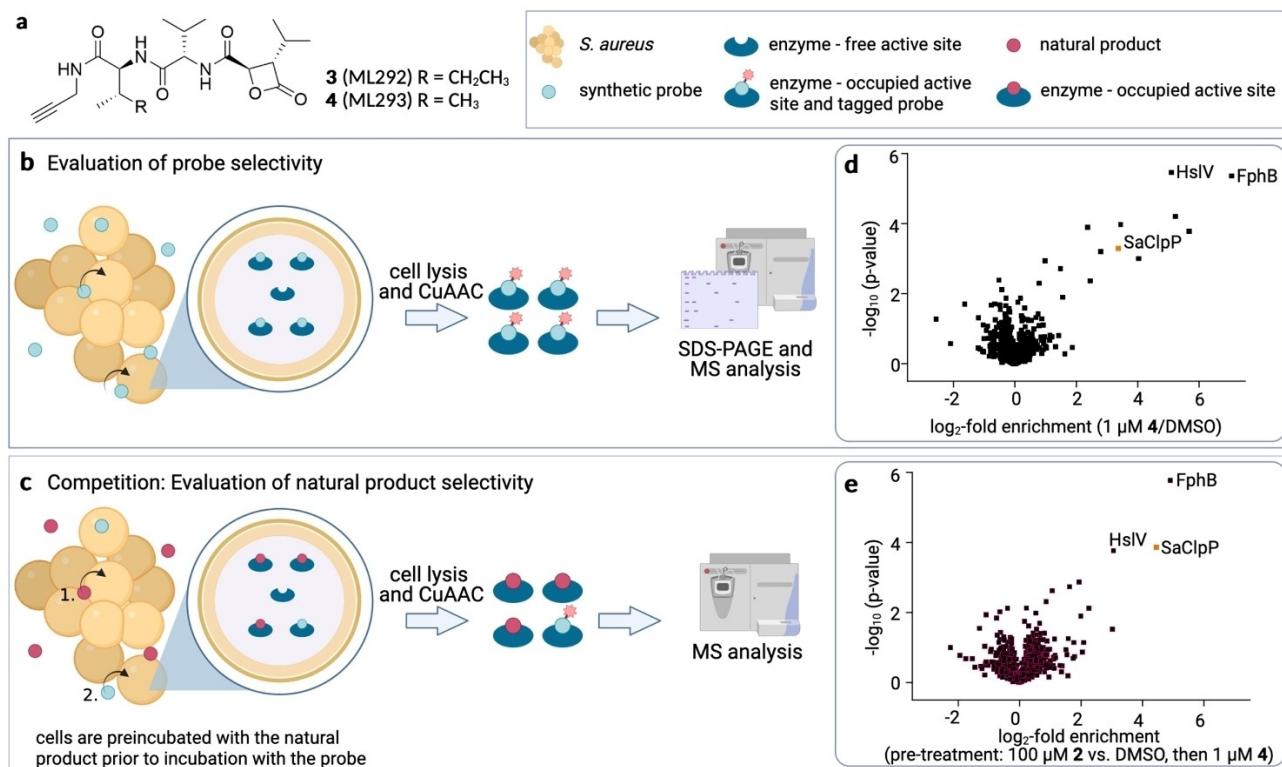 a
O
H
N
O
HN
N
H
O
O
O
R
3 (ML292) R = CH₂CH₃
4 (ML293) R = CH₃
S. aureus
synthetic probe
enzyme - free active site
enzyme - occupied active
site and tagged probe
natural product
enzyme - occupied active site
b Evaluation of probe selectivity
cell lysis
and CuAAC
SDS-PAGE and
MS analysis
d
6
4
2
0
-log₁₀ (p-value)
HslV
FphB
SaClpP
-2 0 2 4 6
log₂-fold enrichment (1 µM 4/DMSO)
c Competition: Evaluation of natural product selectivity
1.
2.
cell lysis
and CuAAC
MS analysis
cells are preincubated with the natural
product prior to incubation with the probe
e
6
4
2
0
-log₁₀ (p-value)
FphB
HslV
SaClpP
-2 0 2 4 6
log₂-fold enrichment
(pre-treatment: 100 µM 2 vs. DMSO, then 1 µM 4)